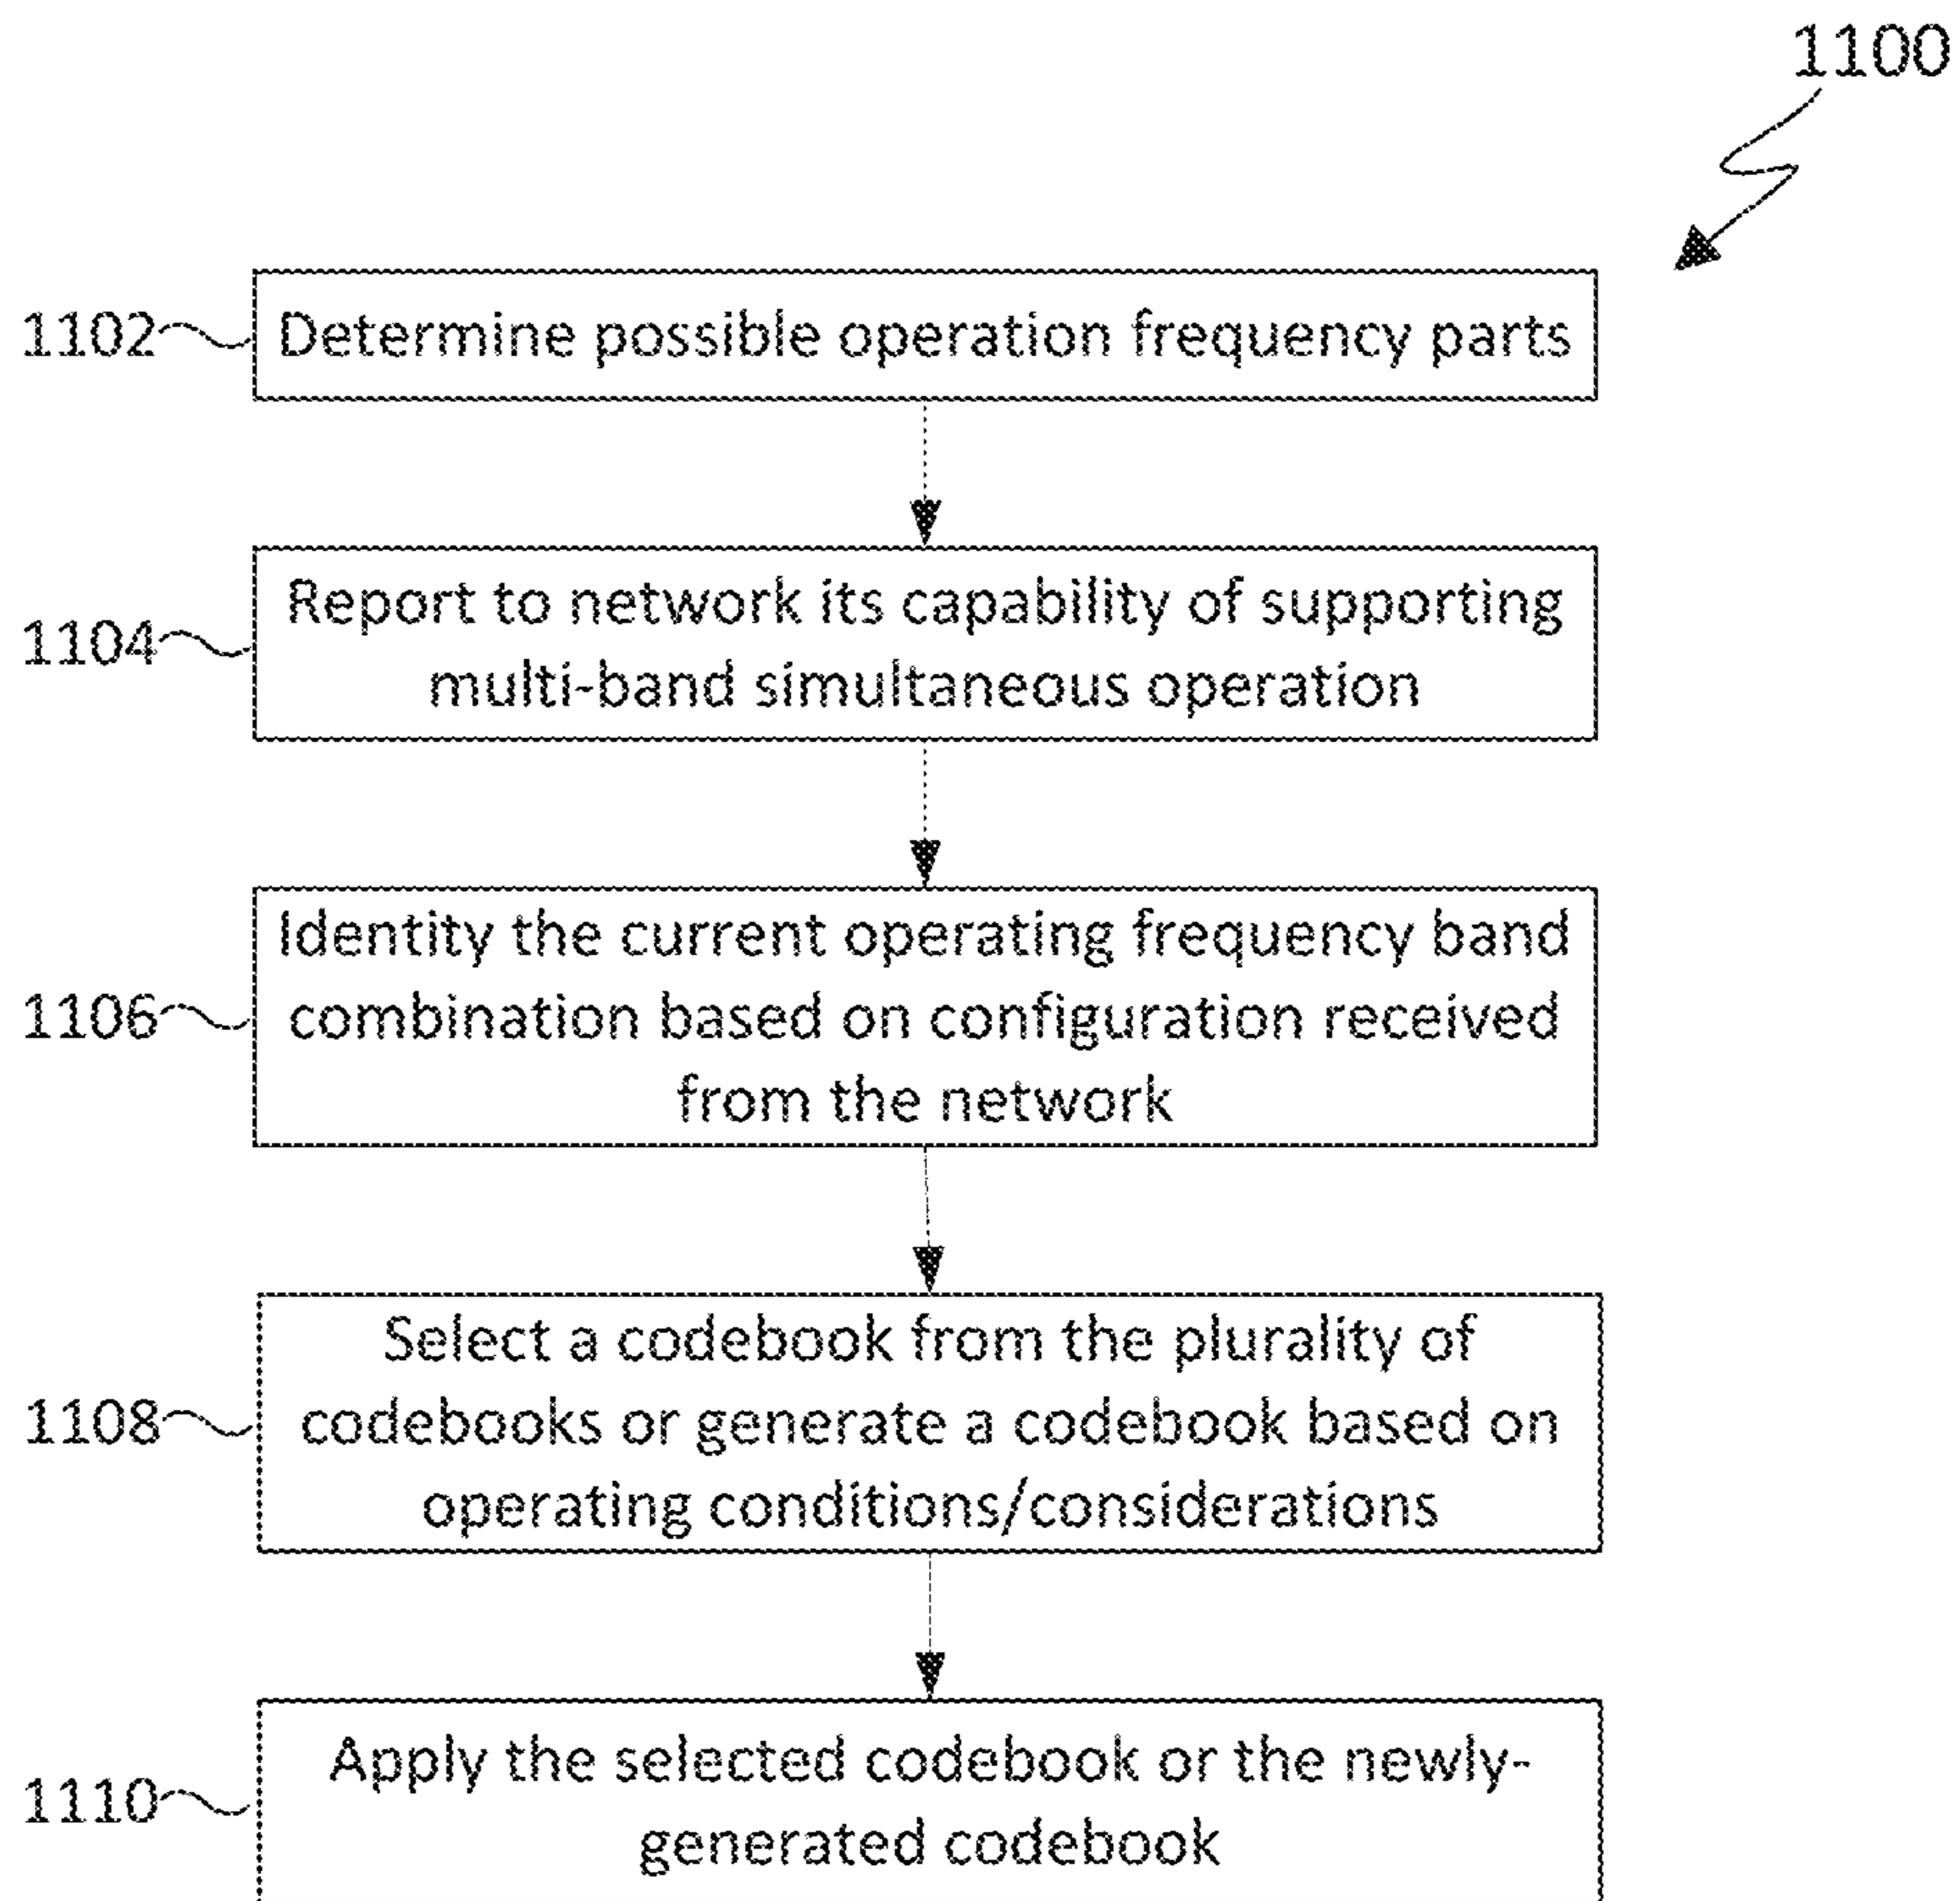 1100
1102
Determine possible operation frequency parts
1104
Report to network its capability of supporting
multi-band simultaneous operation
1106
Identity the current operating frequency band
combination based on configuration received
from the network
1108
Select a codebook from the plurality of
codebooks or generate a codebook based on
operating conditions/considerations
1110
Apply the selected codebook or the newly-
generated codebook